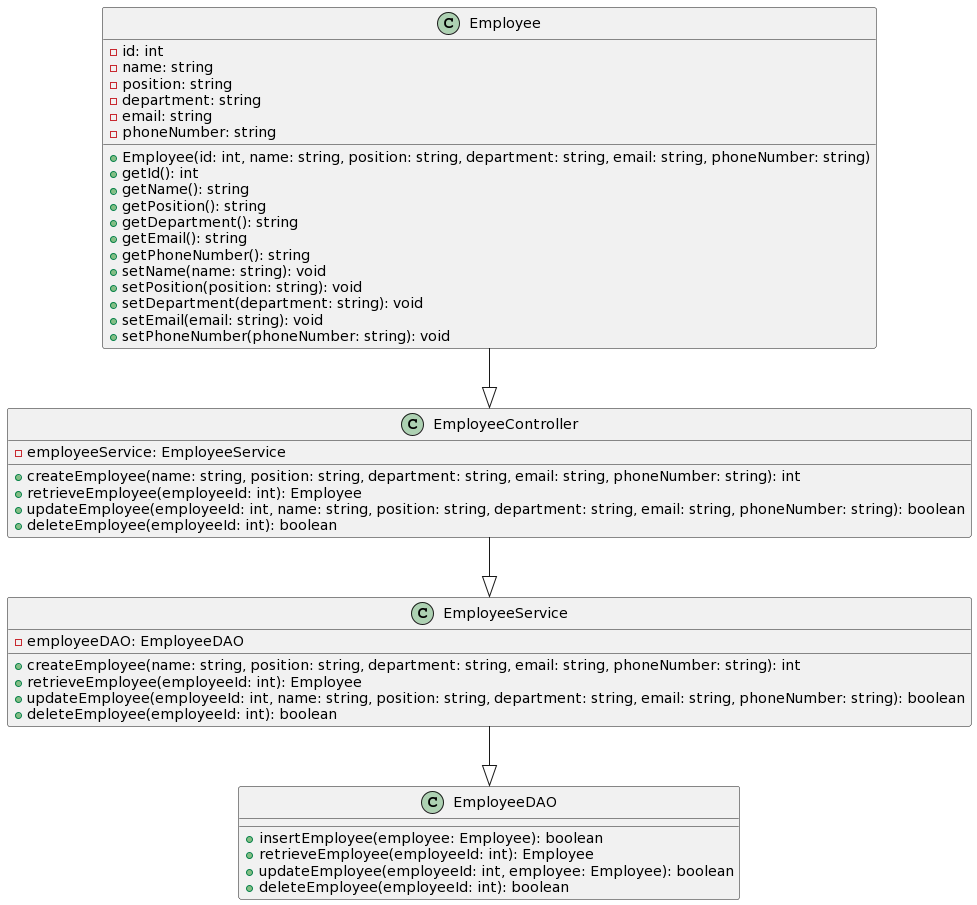 C Employee
id: int
name: string
position: string
department: string
email: string
phoneNumber: string
Employee(id: int, name: string, position: string, department: string, email: string, phoneNumber: string)
getId(): int
getName(): string
getPosition(): string
getDepartment(): string
getEmail(): string
getPhoneNumber(): string
setName(name: string): void
setPosition(position: string): void
setDepartment(department: string): void
setEmail(email: string): void
setPhoneNumber(phoneNumber: string): void
C EmployeeController
employeeService: EmployeeService
createEmployee(name: string, position: string, department: string, email: string, phoneNumber: string): int
retrieveEmployee(employeeId: int): Employee
updateEmployee(employeeId: int, name: string, position: string, department: string, email: string, phoneNumber: string): boolean
deleteEmployee(employeeId: int): boolean
C EmployeeService
employeeDAO: EmployeeDAO
createEmployee(name: string, position: string, department: string, email: string, phoneNumber: string): int
retrieveEmployee(employeeId: int): Employee
updateEmployee(employeeId: int, name: string, position: string, department: string, email: string, phoneNumber: string): boolean
deleteEmployee(employeeId: int): boolean
C EmployeeDAO
insertEmployee(employee: Employee): boolean
retrieveEmployee(employeeId: int): Employee
updateEmployee(employeeId: int, employee: Employee): boolean
deleteEmployee(employeeId: int): boolean